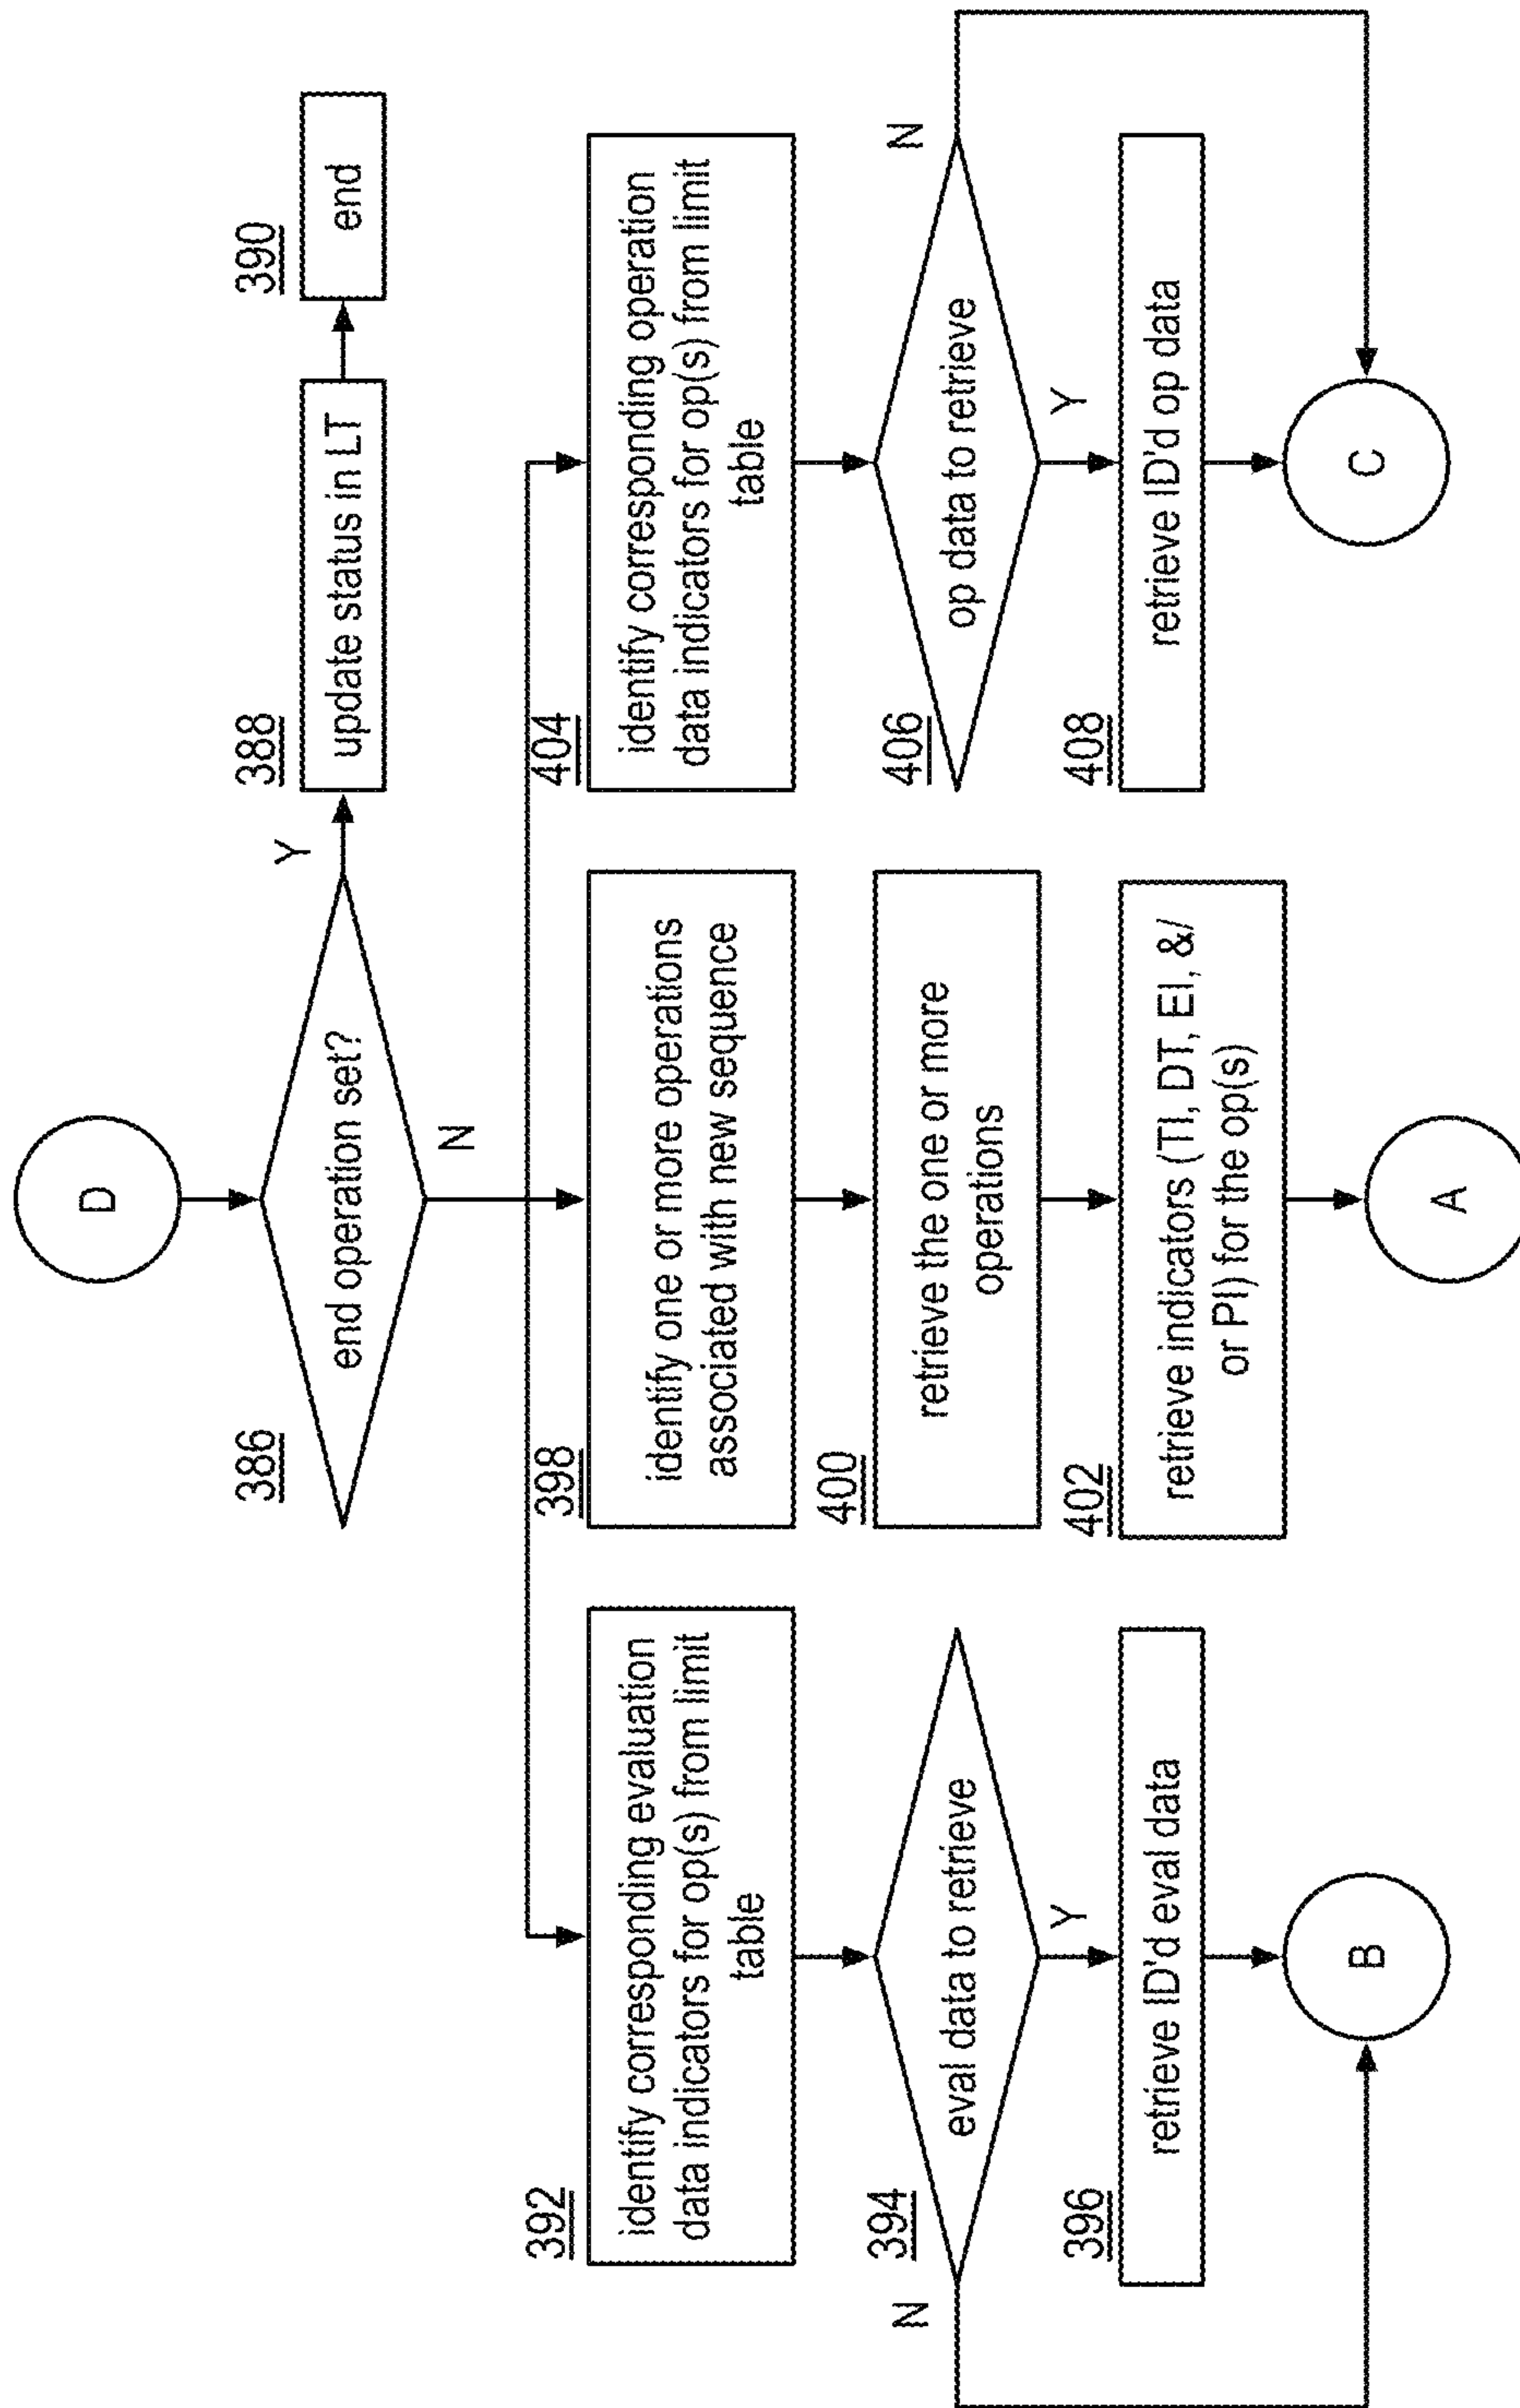 D
386
end operation set?
Y
388
update status in LT
390
end
N
392
identify corresponding evaluation
data indicators for op(s) from limit
table
394
eval data to retrieve
N
Y
396
retrieve ID'd eval data
B
398
identify one or more operations
associated with new sequence
400
retrieve the one or more
operations
402
retrieve indicators (TI, DT, EI, &/
or PI) for the op(s)
A
404
identify corresponding operation
data indicators for op(s) from limit
table
406
op data to retrieve
N
Y
408
retrieve ID'd op data
C